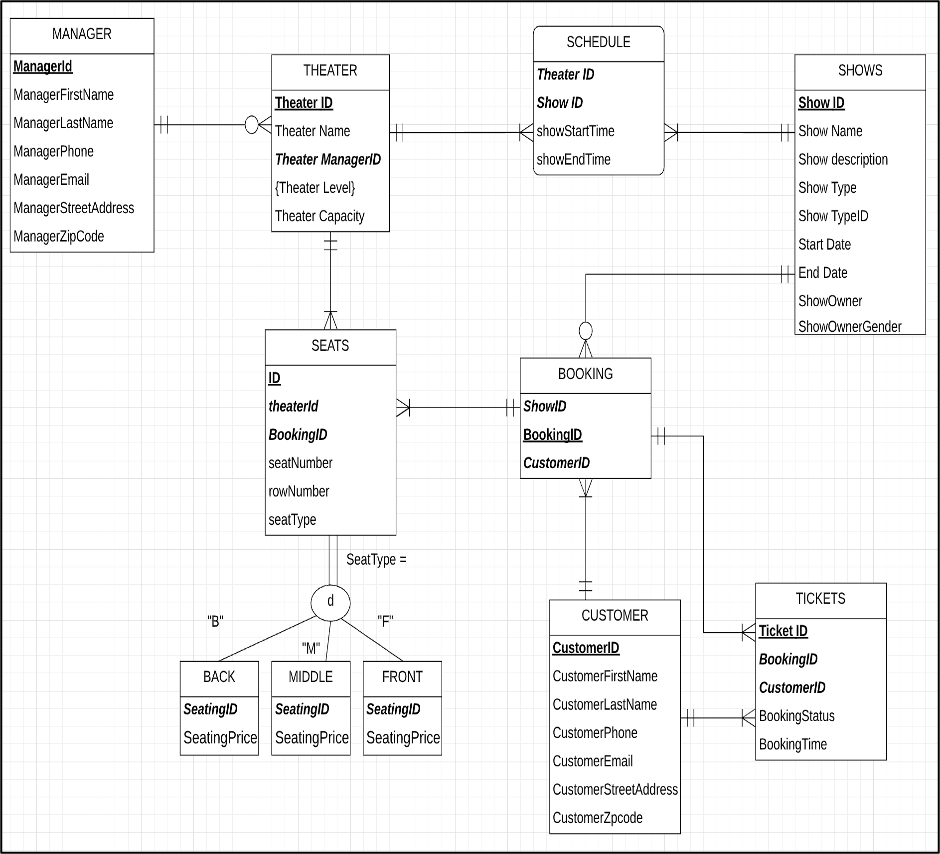 MANAGER
ManagerId
ManagerFirstName
ManagerLastName
ManagerPhone
ManagerEmail
ManagerStreetAddress
ManagerZipCode
THEATER
Theater ID
Theater Name
Theater ManagerID
{Theater Level}
Theater Capacity
SCHEDULE
Theater ID
Show ID
showStartTime
showEndTime
SHOWS
Show ID
Show Name
Show description
Show Type
Show TypeID
Start Date
End Date
ShowOwner
ShowOwnerGender
SEATS
ID
theaterId
BookingID
seatNumber
rowNumber
seatType
BOOKING
ShowID
BookingID
CustomerID
SeatType =
d
"B"
"M"
"F"
BACK
SeatingID
SeatingPrice
MIDDLE
SeatingID
SeatingPrice
FRONT
SeatingID
SeatingPrice
CUSTOMER
CustomerID
CustomerFirstName
CustomerLastName
CustomerPhone
CustomerEmail
CustomerStreetAddress
CustomerZpcode
TICKETS
Ticket ID
BookingID
CustomerID
BookingStatus
BookingTime